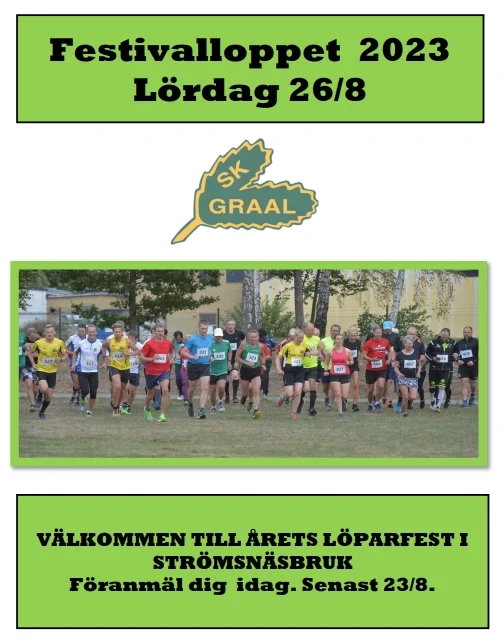 Festivalloppet 2023
Lördag 26/8
SK
GRAAL
VÄLKOMMEN TILL ÅRETS LÖPARFEST I
STRÖMSNÄSBRUK
Föranmäl dig idag. Senast 23/8.